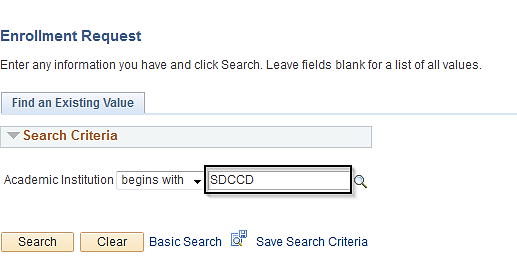 Enrollment Request
Enter any information you have and click Search. Leave fields blank for a list of all values.
Find an Existing Value
Search Criteria
Academic Institution begins with SDCCD
Search Clear Basic Search Save Search Criteria